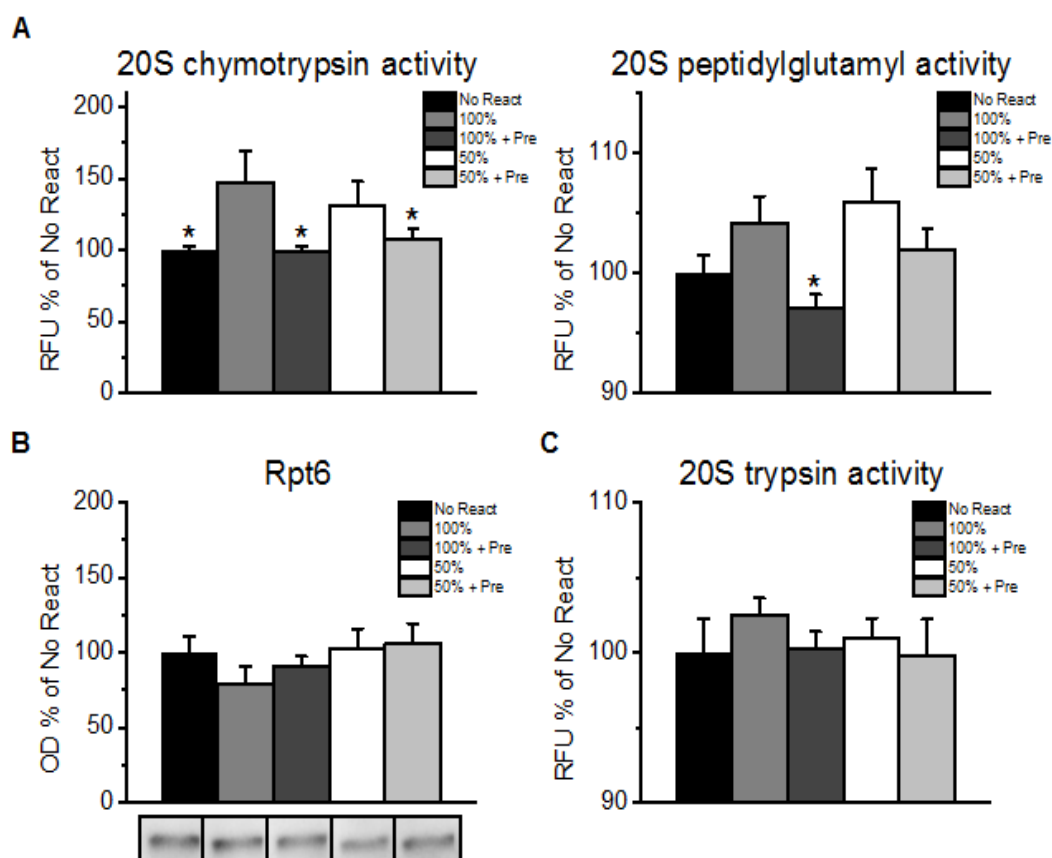 A
20S chymotrypsin activity
RFU % of No React
200
150
100
50
0
*
*
*
No React
100%
100% + Pre
50%
50% + Pre
20S peptidylglutamyl activity
RFU % of No React
110
100
90
*
No React
100%
100% + Pre
50%
50% + Pre
B
Rpt6
OD % of No React
200
150
100
50
0
No React
100%
100% + Pre
50%
50% + Pre
C
20S trypsin activity
RFU % of No React
110
100
90
No React
100%
100% + Pre
50%
50% + Pre